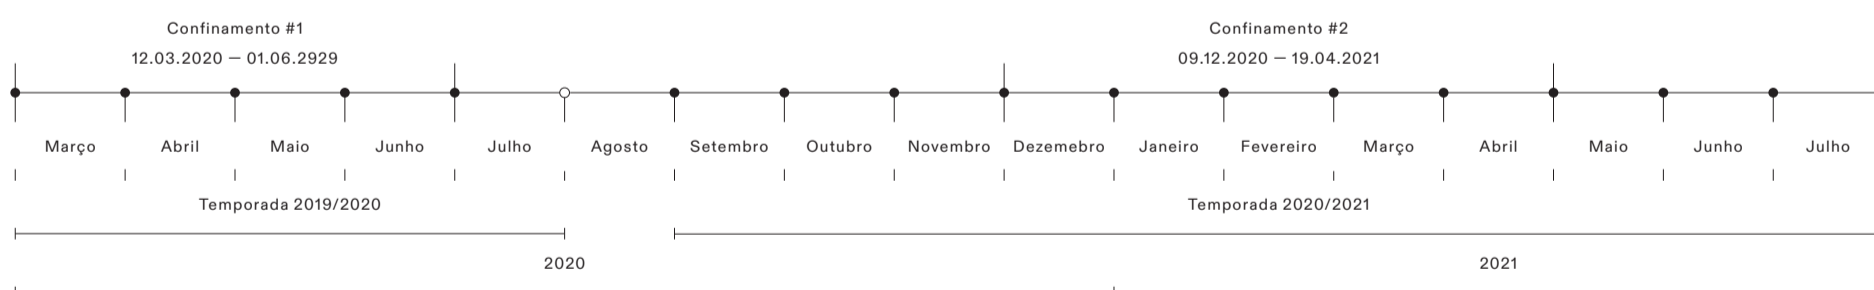 Confinamento #1
12.03.2020 — 01.06.2929
Confinamento #2
09.12.2020 — 19.04.2021
Março Abril Maio Junho Julho Agosto Setembro Outubro Novembro Dezemebro Janeiro Fevereiro Março Abril Maio Junho Julho
Temporada 2019/2020
Temporada 2020/2021
2020
2021